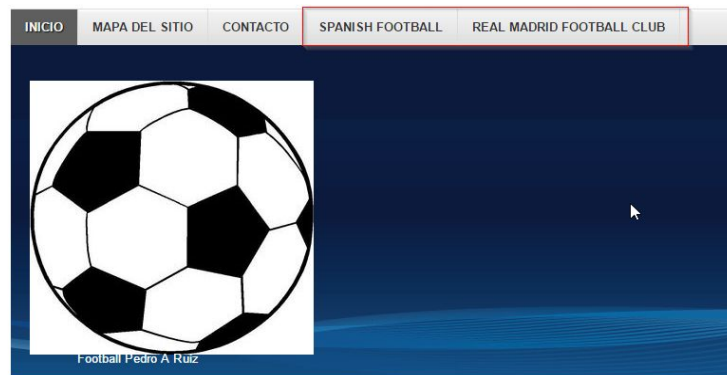 INICIO MAPA DEL SITIO CONTACTO SPANISH FOOTBALL REAL MADRID FOOTBALL CLUB
Football Pedro A Ruiz